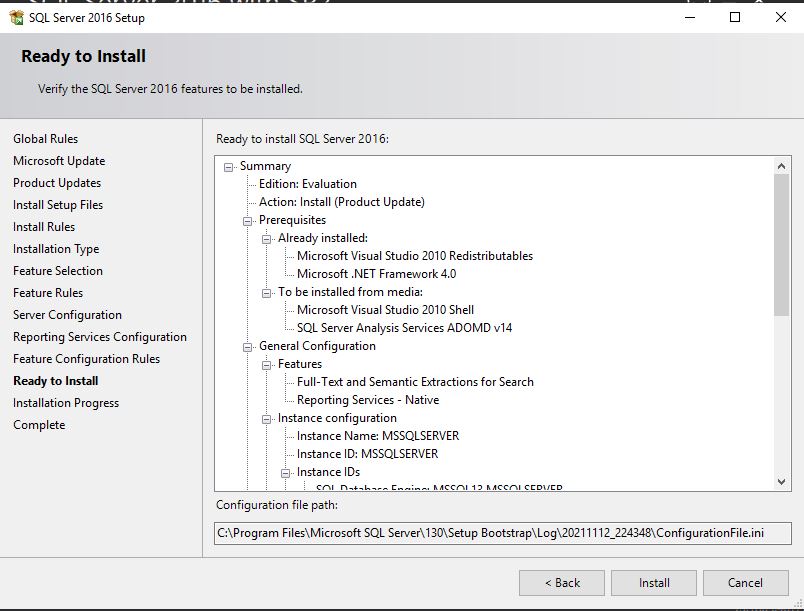 SQL Server 2016 Setup
Ready to Install
Verify the SQL Server 2016 features to be installed.
Global Rules
Microsoft Update
Product Updates
Install Setup Files
Install Rules
Installation Type
Feature Selection
Feature Rules
Server Configuration
Reporting Services Configuration
Feature Configuration Rules
Ready to Install
Installation Progress
Complete
Ready to install SQL Server 2016:
Summary
Edition: Evaluation
Action: Install (Product Update)
Prerequisites
Already installed:
Microsoft Visual Studio 2010 Redistributables
Microsoft .NET Framework 4.0
To be installed from media:
Microsoft Visual Studio 2010 Shell
SQL Server Analysis Services ADOMD v14
General Configuration
Features
Full-Text and Semantic Extractions for Search
Reporting Services - Native
Instance configuration
Instance Name: MSSQLSERVER
Instance ID: MSSQLSERVER
Instance IDs
SQL Database Engine: MSSQL13.MSSQLSERVER
Configuration file path:
C:\Program Files\Microsoft SQL Server\130\Setup Bootstrap\Log\20211112_224348\ConfigurationFile.ini
< Back
Install
Cancel